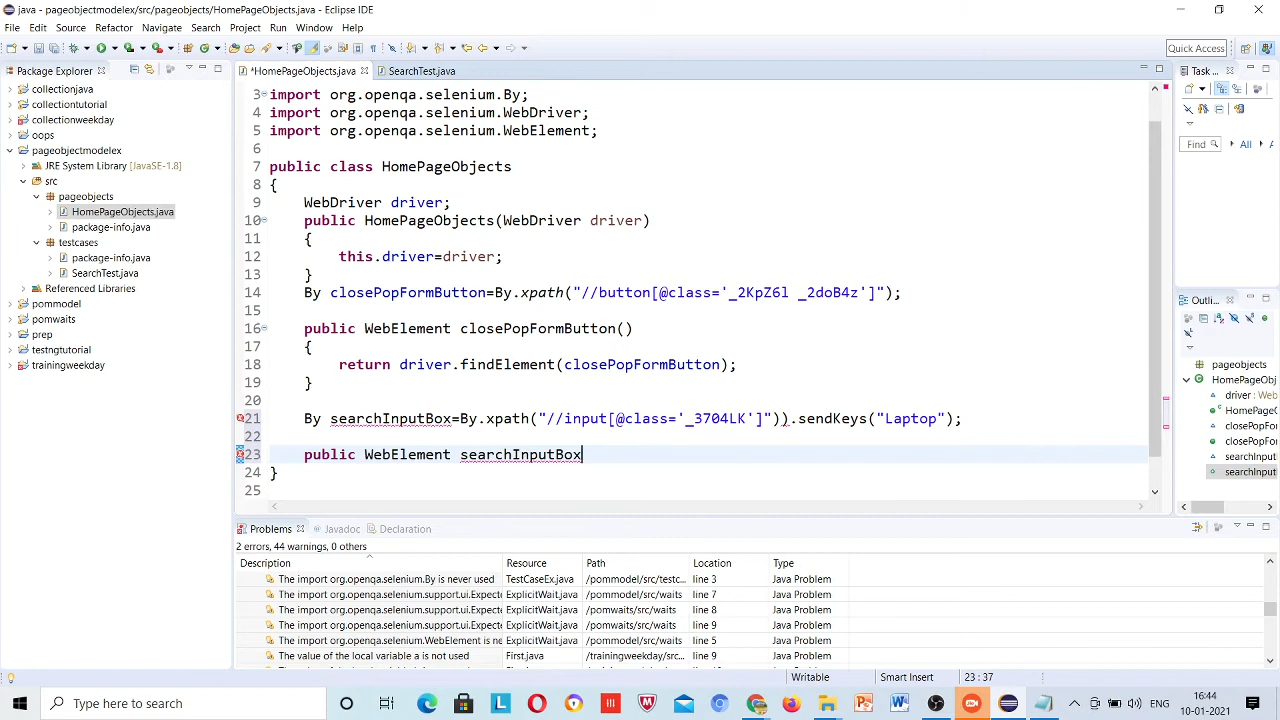 java - pageobjectmodelex/src/pageobjects/HomePageObjects.java - Eclipse IDE
File Edit Source Refactor Navigate Search Project Run Window Help
Quick Access
Package Explorer
*HomePageObjects.java
SearchTest.java
Task ...
collectionjava
collectiontutorial
collectionweekday
oops
pageobjectmodelex
JRE System Library [JavaSE-1.8]
src
pageobjects
HomePageObjects.java
package-info.java
testcases
package-info.java
SearchTest.java
Referenced Libraries
pommodel
pomwaits
prep
testngtutorial
trainingweekday
3 import org.openqa.selenium.By;
4 import org.openqa.selenium.WebDriver;
5 import org.openqa.selenium.WebElement;
6
7 public class HomePageObjects
8 {
9 WebDriver driver;
10 public HomePageObjects(WebDriver driver)
11 {
12 this.driver=driver;
13 }
14 By closePopFormButton=By.xpath("//button[@class='_2KpZ6l _2doB4z']");
15
16 public WebElement closePopFormButton()
17 {
18 return driver.findElement(closePopFormButton);
19 }
20
21 By searchInputBox=By.xpath("//input[@class='_3704LK']")).sendKeys("Laptop");
22
23 public WebElement searchInputBox
24 }
25
Find All
Outli...
pageobjects
HomePageObj
driver : Web
HomePageO
closePopFor
closePopFor
searchInput
searchInput
Problems Javadoc Declaration
2 errors, 44 warnings, 0 others
Description Resource Path Location Type
The import org.openqa.selenium.By is never used TestCaseEx.java /pommodel/src/testc... line 3 Java Problem
The import org.openqa.selenium.support.ui.Expecte ExplicitWait.java /pommodel/src/waits line 7 Java Problem
The import org.openqa.selenium.support.ui.Expecte ExplicitWait.java /pomwaits/src/waits line 8 Java Problem
The import org.openqa.selenium.support.ui.Expecte ExplicitWait.java /pomwaits/src/waits line 9 Java Problem
The import org.openqa.selenium.WebElement is ne ExplicitWait.java /pommodel/src/waits line 5 Java Problem
The value of the local variable a is not used First.java /trainingweekday/src... line 9 Java Problem
Writable Smart Insert 23 : 37
Type here to search
ENG
16:44
10-01-2021